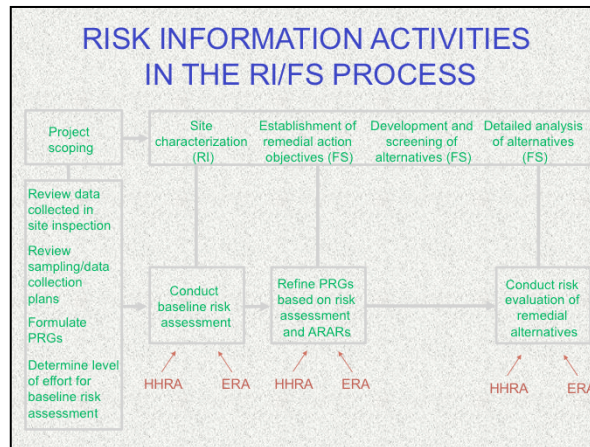 RISK INFORMATION ACTIVITIES
IN THE RI/FS PROCESS
Project
scoping
Site
characterization
(RI)
Establishment of
remedial action
objectives (FS)
Development and
screening of
alternatives (FS)
Detailed analysis
of alternatives
(FS)
Review data
collected in
site inspection
Review
sampling/data
collection
plans
Formulate
PRGs
Determine level
of effort for
baseline risk
assessment
Conduct
baseline risk
assessment
Refine PRGs
based on risk
assessment
and ARARs
Conduct risk
evaluation of
remedial
alternatives
HHRA
ERA
HHRA
ERA
HHRA
ERA